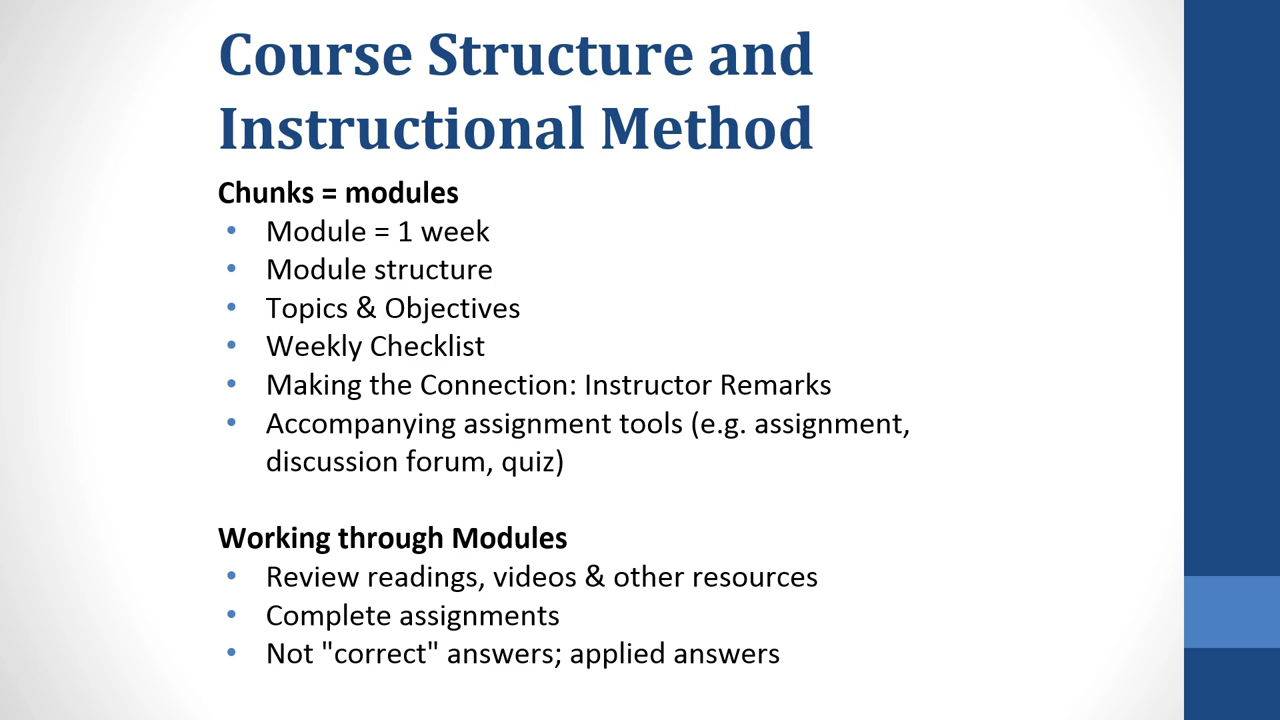 Course Structure and
Instructional Method
Chunks = modules
• Module = 1 week
• Module structure
• Topics & Objectives
• Weekly Checklist
• Making the Connection: Instructor Remarks
• Accompanying assignment tools (e.g. assignment,
discussion forum, quiz)
Working through Modules
• Review readings, videos & other resources
• Complete assignments
• Not "correct" answers; applied answers